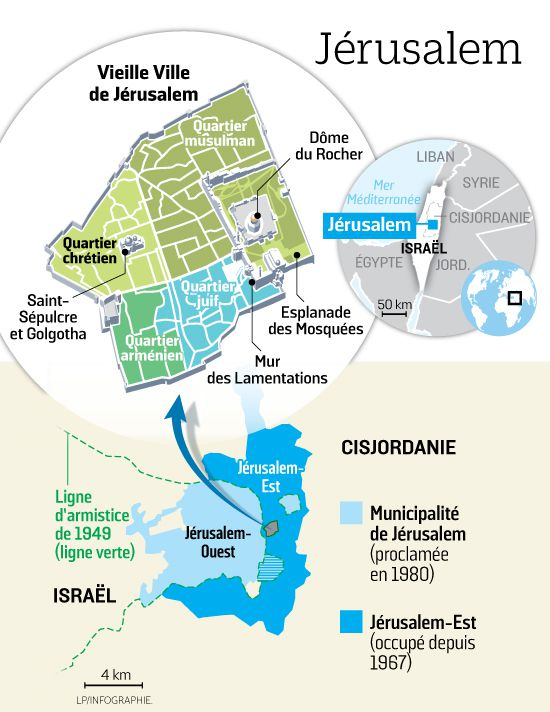 Jérusalem
Vieille Ville
de Jérusalem
Quartier
musulman
Dôme
du Rocher
Quartier
chrétien
Saint-
Sépulcre
et Golgotha
Quartier
juif
Quartier
arménien
Esplanade
des Mosquées
Mur
des Lamentations
LIBAN
SYRIE
Mer
Méditerranée
Jérusalem
CISJORDANIE
ISRAËL
ÉGYPTE
JORD.
50 km
CISJORDANIE
Jérusalem-
Est
Ligne
d'armistice
de 1949
(ligne verte)
Jérusalem-
Ouest
ISRAËL
Municipalité
de Jérusalem
(proclamée
en 1980)
Jérusalem-Est
(occupé depuis
1967)
4 km
LP/INFOGRAPHIE.